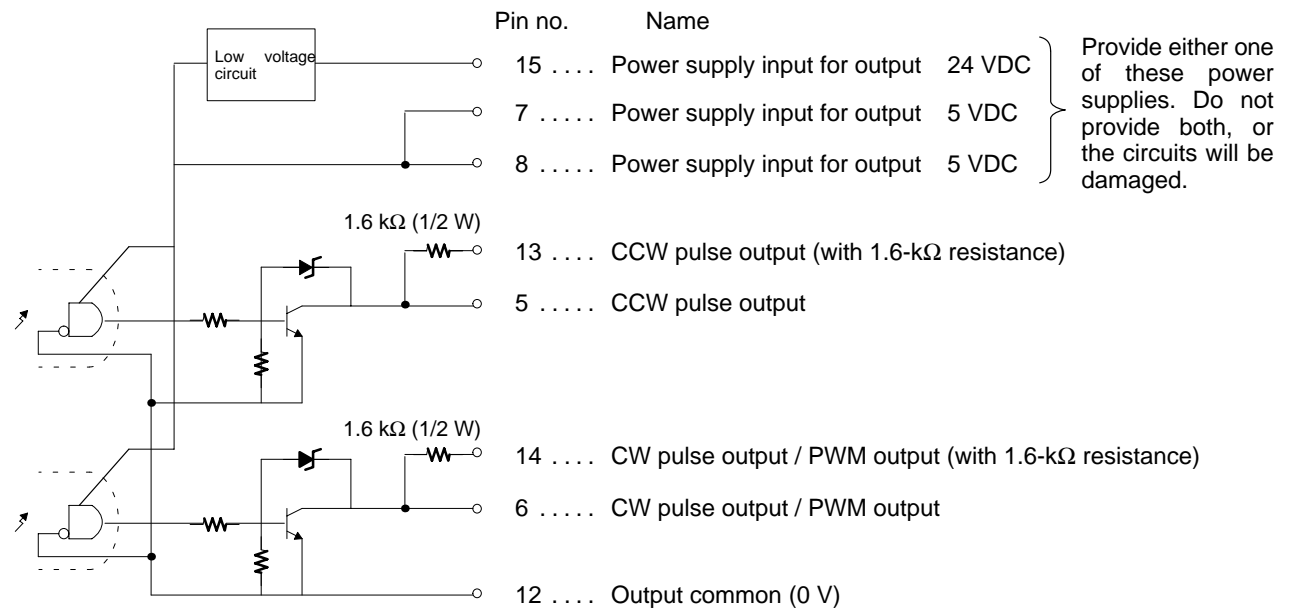 Pin no. Name
Low voltage
circuit
15 .... Power supply input for output 24 VDC
7 ..... Power supply input for output 5 VDC
8 ..... Power supply input for output 5 VDC
Provide either one
of these power
supplies. Do not
provide both, or
the circuits will be
damaged.
1.6 kΩ (1/2 W)
13 .... CCW pulse output (with 1.6-kΩ resistance)
5 ..... CCW pulse output
1.6 kΩ (1/2 W)
14 .... CW pulse output / PWM output (with 1.6-kΩ resistance)
6 ..... CW pulse output / PWM output
12 .... Output common (0 V)